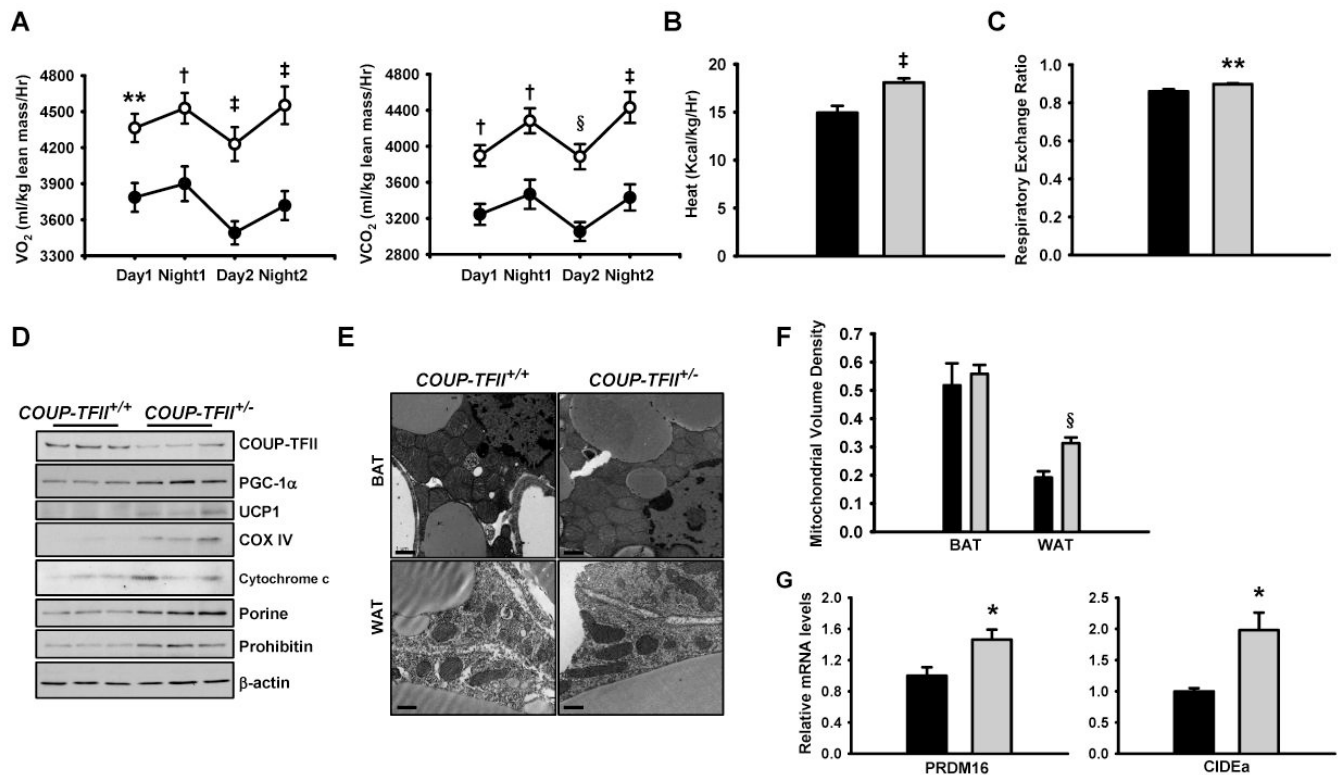 A
VO2 (ml/kg lean mass/Hr)
4800
4500
4200
3900
3600
3300
** † ‡ ‡
Day1 Night1 Day2 Night2
VCO2 (ml/kg lean mass/Hr)
4800
4400
4000
3600
3200
2800
† † § ‡
Day1 Night1 Day2 Night2
B
Heat (Kcal/kg/Hr)
20
15
10
5
0
‡
C
Respiratory Exchange Ratio
1.0
0.8
0.6
0.4
0.2
0.0
**
D
COUP-TFII+/+ COUP-TFII+/-
COUP-TFII
PGC-1α
UCP1
COX IV
Cytochrome c
Porine
Prohibitin
β-actin
E
COUP-TFII+/+ COUP-TFII+/-
BAT
WAT
F
Mitochondrial Volume Density
0.7
0.6
0.5
0.4
0.3
0.2
0.1
0.0
§
BAT WAT
G
Relative mRNA levels
2.0
1.6
1.2
0.8
0.4
0.0
*
PRDM16
2.5
2.0
1.5
1.0
0.5
0.0
*
CIDEa